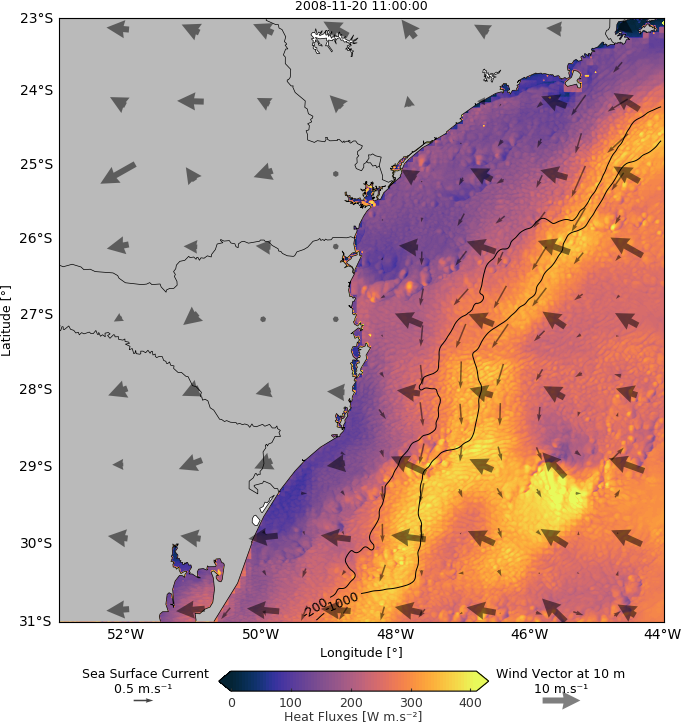 2008-11-20 11:00:00
23°S
24°S
25°S
26°S
27°S
28°S
29°S
30°S
31°S
Latitude [°]
-200
-1000
52°W 50°W 48°W 46°W 44°W
Longitude [°]
Sea Surface Current
0.5 m.s⁻¹
Wind Vector at 10 m
10 m.s⁻¹
0 100 200 300 400
Heat Fluxes [W m.s⁻²]